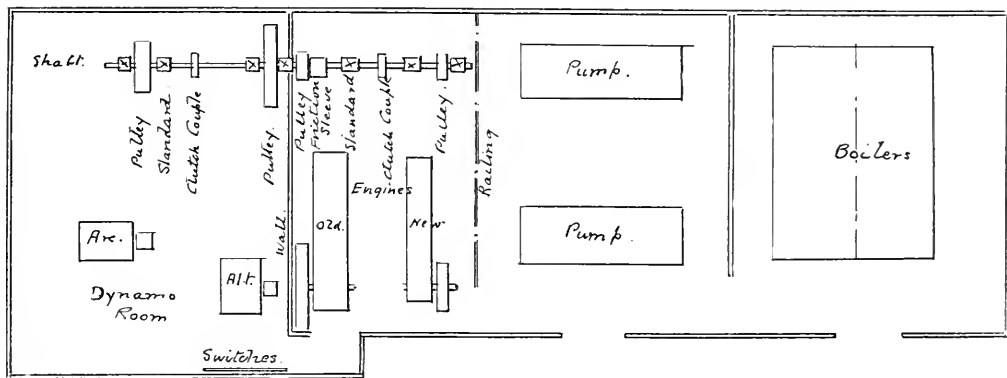 Shaft.
Pulley
Standard.
Clutch Couple
Pulley.
Wall.
Pulley
Friction
Sleeve
Standard
Clutch Couple
Pulley.
Railing
Pump.
Boilers
Engines
Old.
New
Pump.
Arc.
Alt.
Dynamo
Room
Switches.